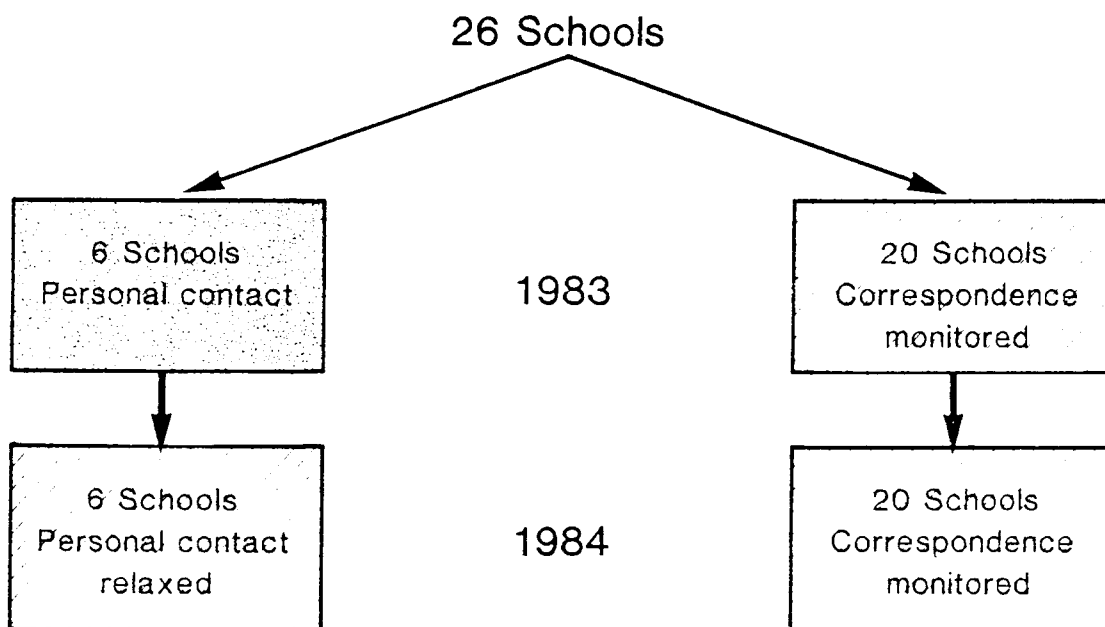 26 Schools
6 Schools
Personal contact
1983
20 Schools
Correspondence
monitored
6 Schools
Personal contact
relaxed
1984
20 Schools
Correspondence
monitored